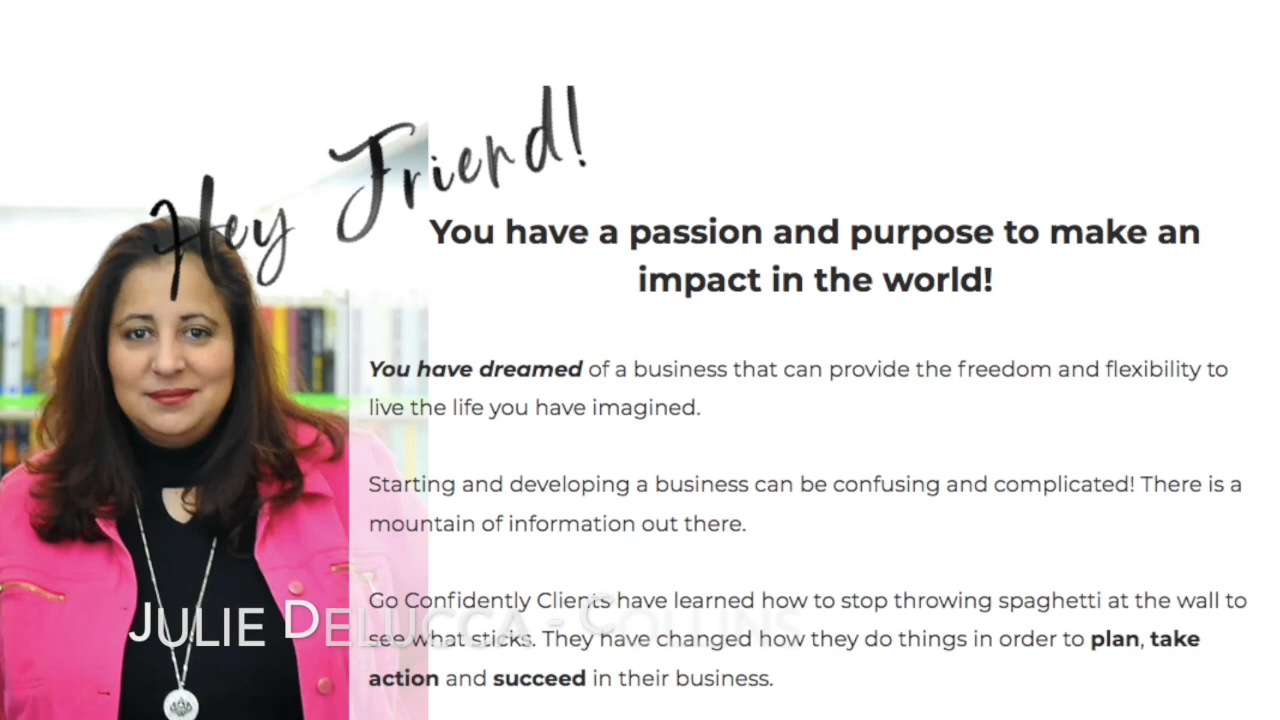 Hey Friend!
You have a passion and purpose to make an
impact in the world!
You have dreamed of a business that can provide the freedom and flexibility to
live the life you have imagined.
Starting and developing a business can be confusing and complicated! There is a
mountain of information out there.
Go Confidently Clients have learned how to stop throwing spaghetti at the wall to
see what sticks. They have changed how they do things in order to plan, take
action and succeed in their business.
JULIE DELUCCA - COLLINS